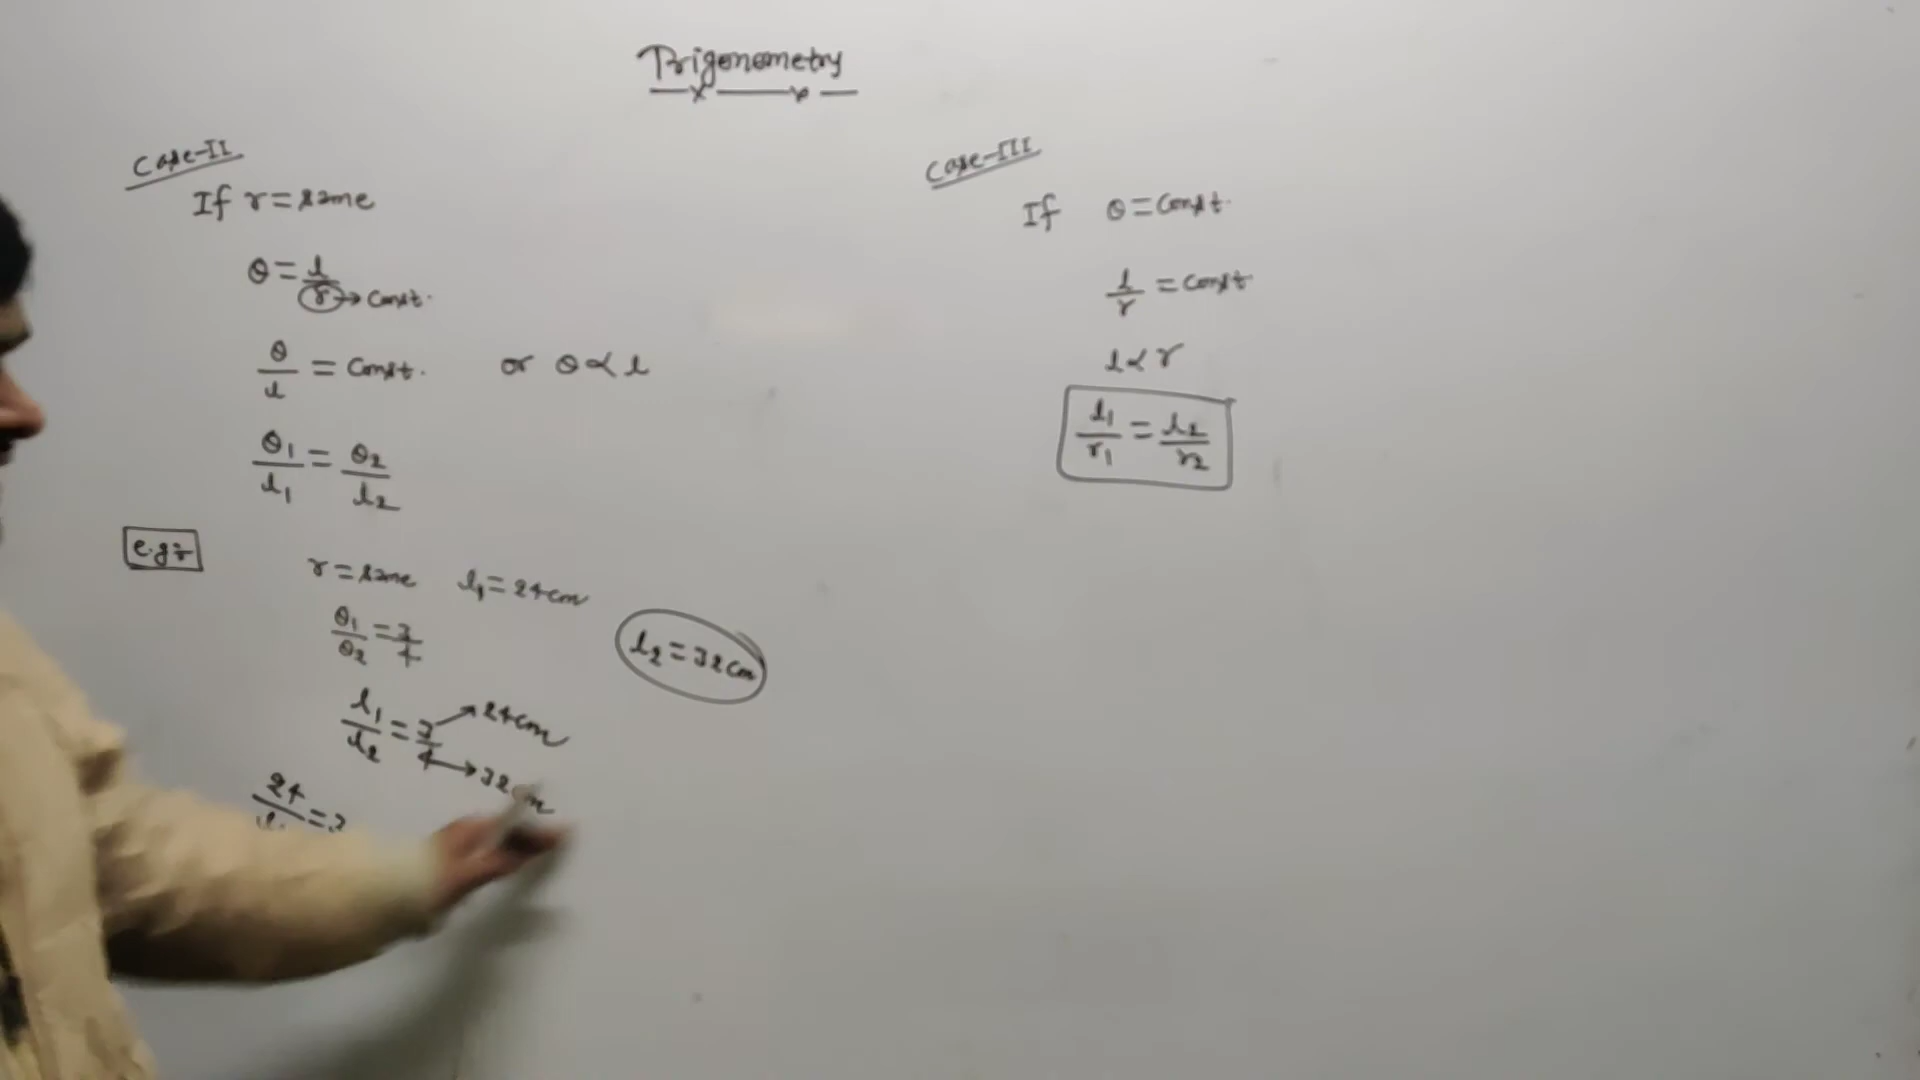 Trigonometry
Case-II
If r = same
θ = l/r → const.
θ/l = const. or θ ∝ l
θ1/l1 = θ2/l2
e.g:-
r = same l1 = 24cm
θ1/θ2 = 3/4
l2 = 32cm
l1/l2 = 3/4 → 24cm → 32cm
24/l = 3
Case-III
If θ = const.
l/r = const
l ∝ r
l1/r1 = l2/r2